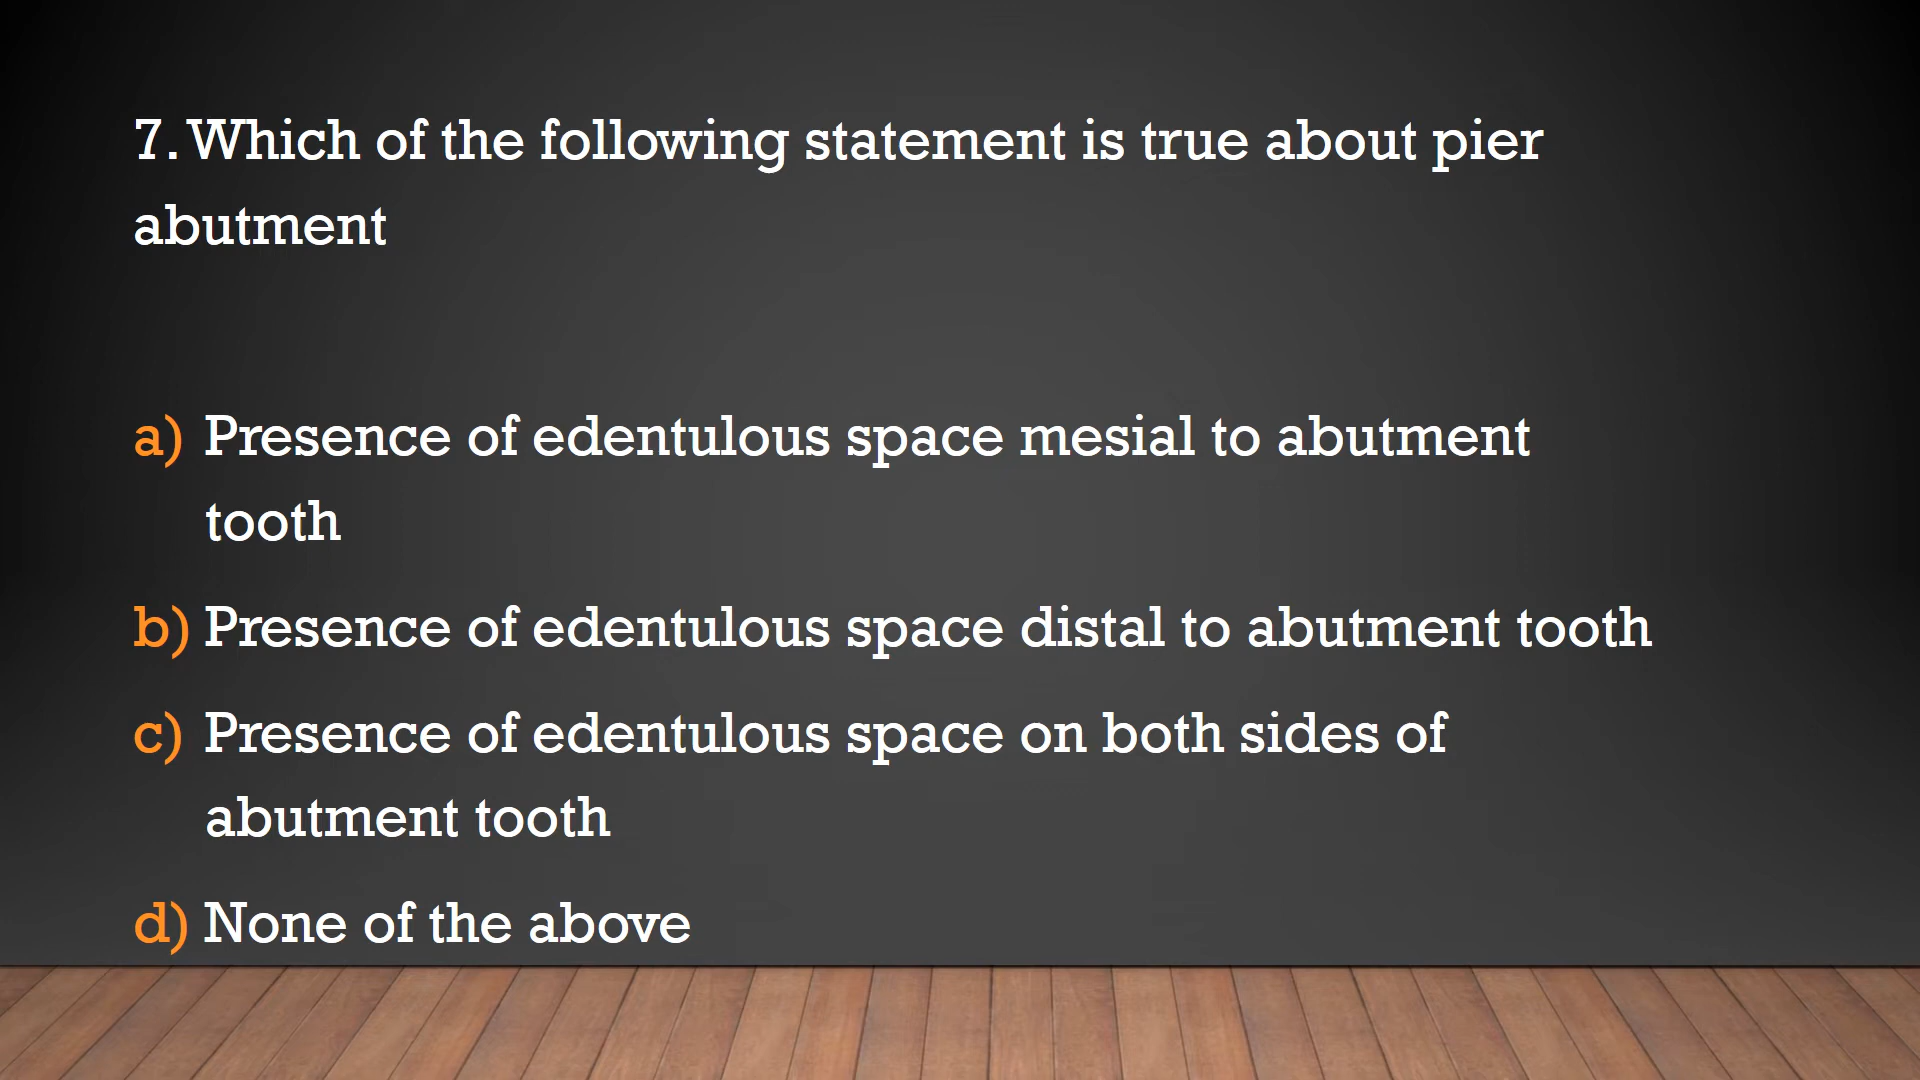 7. Which of the following statement is true about pier
abutment
a) Presence of edentulous space mesial to abutment
tooth
b) Presence of edentulous space distal to abutment tooth
c) Presence of edentulous space on both sides of
abutment tooth
d) None of the above